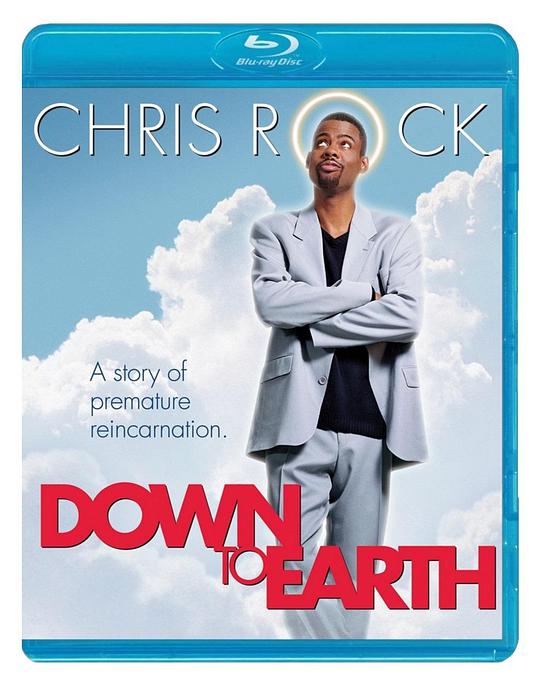 Blu-ray Disc
CHRIS ROCK
A story of
premature
reincarnation.
DOWN
TO
EARTH